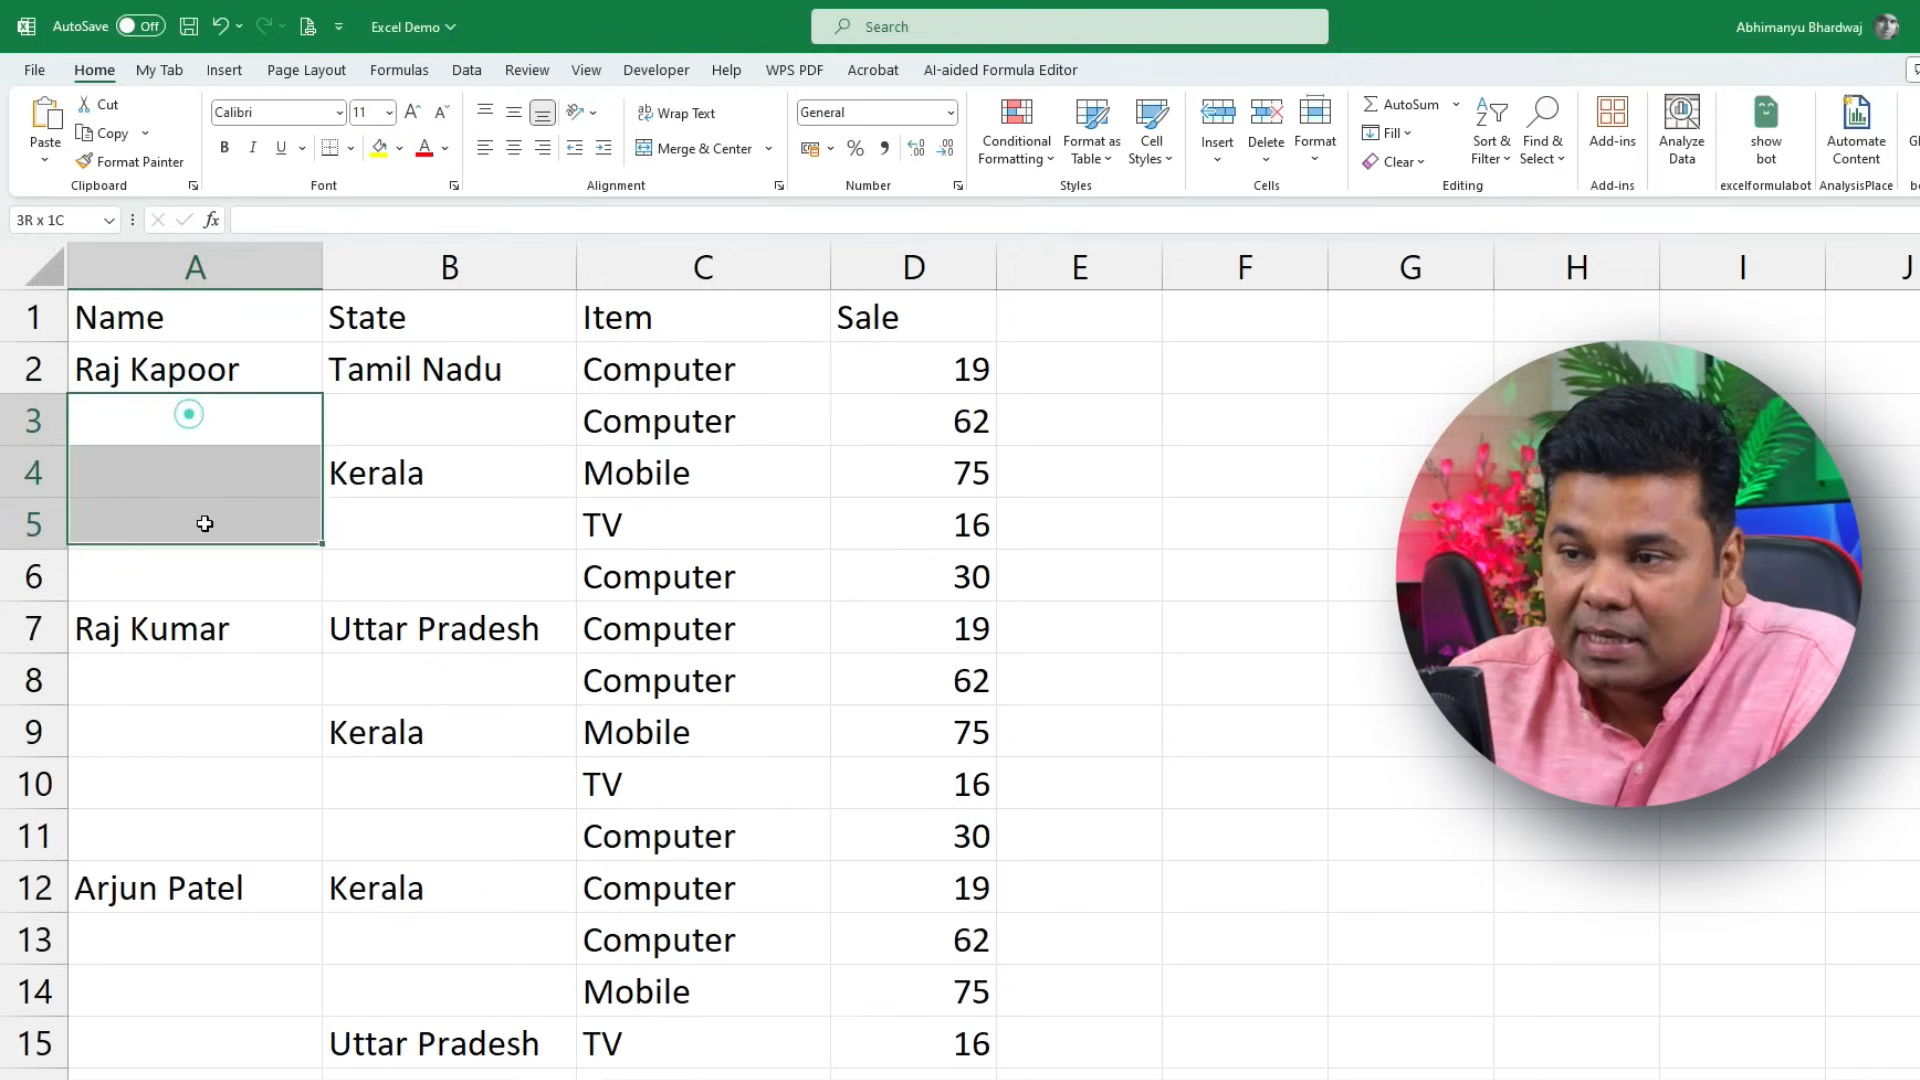 AutoSave Off Excel Demo Search Abhimanyu Bhardwaj
File Home My Tab Insert Page Layout Formulas Data Review View Developer Help WPS PDF Acrobat AI-aided Formula Editor
Paste Cut Copy Format Painter Clipboard
Calibri 11 B I U Font
Wrap Text Merge & Center Alignment
General % Number
Conditional Formatting Format as Table Cell Styles Styles
Insert Delete Format Cells
AutoSum Fill Clear Sort & Filter Find & Select Editing
Add-ins Add-ins
Analyze Data
show bot excelformulabot
Automate Content AnalysisPlace
3R x 1C fx
A B C D E F G H I J
1 Name State Item Sale
2 Raj Kapoor Tamil Nadu Computer 19
3 Computer 62
4 Kerala Mobile 75
5 TV 16
6 Computer 30
7 Raj Kumar Uttar Pradesh Computer 19
8 Computer 62
9 Kerala Mobile 75
10 TV 16
11 Computer 30
12 Arjun Patel Kerala Computer 19
13 Computer 62
14 Mobile 75
15 Uttar Pradesh TV 16